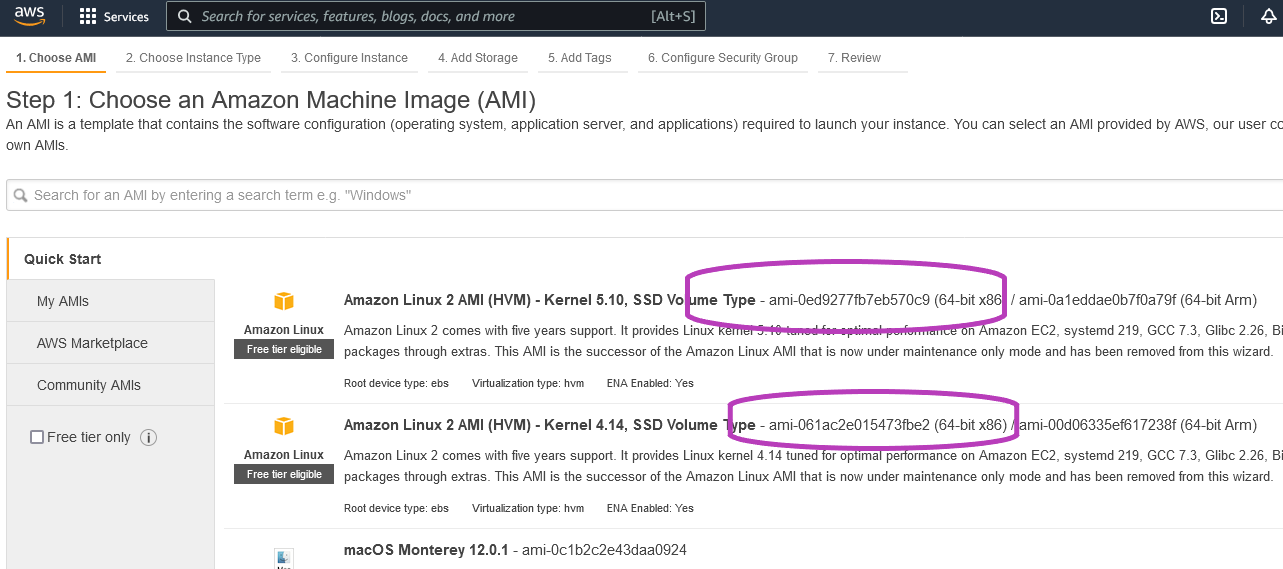 aws
Services
Search for services, features, blogs, docs, and more
[Alt+S]
1. Choose AMI
2. Choose Instance Type
3. Configure Instance
4. Add Storage
5. Add Tags
6. Configure Security Group
7. Review
Step 1: Choose an Amazon Machine Image (AMI)
An AMI is a template that contains the software configuration (operating system, application server, and applications) required to launch your instance. You can select an AMI provided by AWS, our user co
own AMIs.
Search for an AMI by entering a search term e.g. "Windows"
Quick Start
My AMIs
AWS Marketplace
Community AMIs
Free tier only
i
Amazon Linux
Free tier eligible
Amazon Linux 2 AMI (HVM) - Kernel 5.10, SSD Volume Type - ami-0ed9277fb7eb570c9 (64-bit x86) / ami-0a1eddae0b7f0a79f (64-bit Arm)
Amazon Linux 2 comes with five years support. It provides Linux kernel 5.10 tuned for optimal performance on Amazon EC2, systemd 219, GCC 7.3, Glibc 2.26, Bi
packages through extras. This AMI is the successor of the Amazon Linux AMI that is now under maintenance only mode and has been removed from this wizard.
Root device type: ebs
Virtualization type: hvm
ENA Enabled: Yes
Amazon Linux
Free tier eligible
Amazon Linux 2 AMI (HVM) - Kernel 4.14, SSD Volume Type - ami-061ac2e015473fbe2 (64-bit x86) / ami-00d06335ef617238f (64-bit Arm)
Amazon Linux 2 comes with five years support. It provides Linux kernel 4.14 tuned for optimal performance on Amazon EC2, systemd 219, GCC 7.3, Glibc 2.26, Bi
packages through extras. This AMI is the successor of the Amazon Linux AMI that is now under maintenance only mode and has been removed from this wizard.
Root device type: ebs
Virtualization type: hvm
ENA Enabled: Yes
macOS Monterey 12.0.1 - ami-0c1b2c2e43daa0924